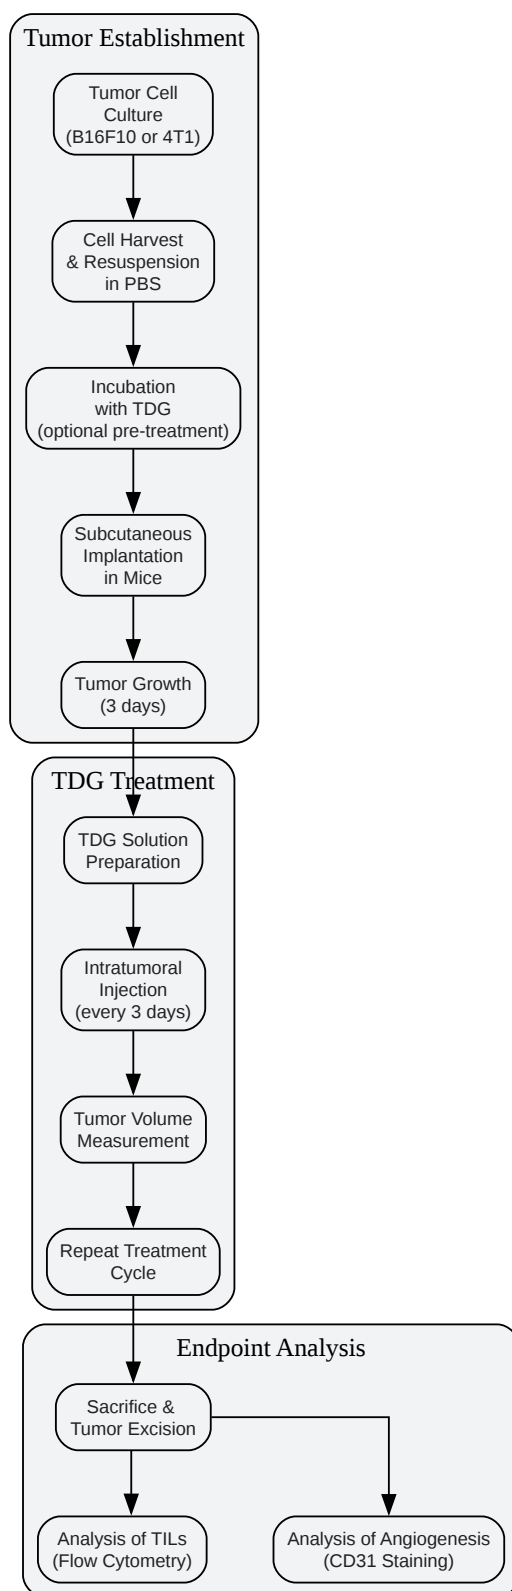 Tumor Establishment
Tumor Cell
Culture
(B16F10 or 4T1)
Cell Harvest
& Resuspension
in PBS
Incubation
with TDG
(optional pre-treatment)
Subcutaneous
Implantation
in Mice
Tumor Growth
(3 days)
TDG Treatment
TDG Solution
Preparation
Intratumoral
Injection
(every 3 days)
Tumor Volume
Measurement
Repeat Treatment
Cycle
Endpoint Analysis
Sacrifice &
Tumor Excision
Analysis of TILs
(Flow Cytometry)
Analysis of Angiogenesis
(CD31 Staining)